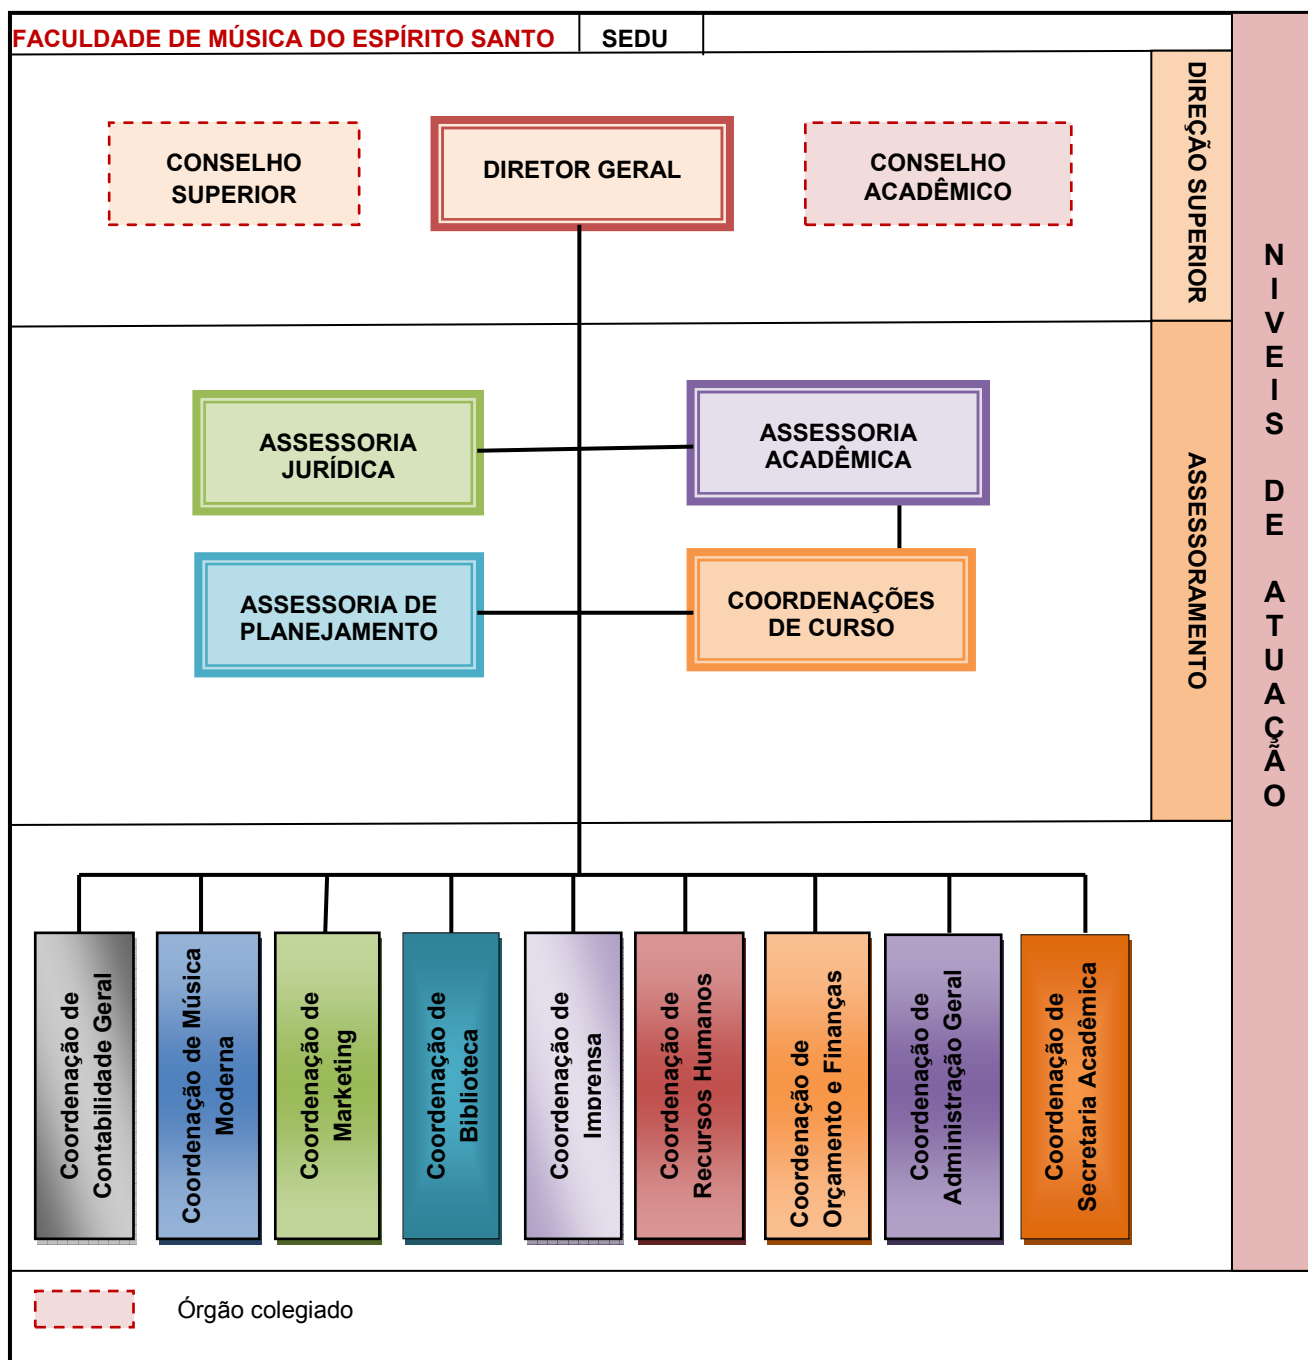 FACULDADE DE MÚSICA DO ESPÍRITO SANTO
SEDU
CONSELHO
SUPERIOR
DIRETOR GERAL
CONSELHO
ACADÊMICO
DIREÇÃO SUPERIOR
NIVEIS DE ATUAÇÃO
ASSESSORIA
JURÍDICA
ASSESSORIA
ACADÊMICA
ASSESSORIA DE
PLANEJAMENTO
COORDENAÇÕES
DE CURSO
ASSESSORAMENTO
Coordenação de
Contabilidade Geral
Coordenação de Música
Moderna
Coordenação de
Marketing
Coordenação de
Biblioteca
Coordenação de
Imprensa
Coordenação de
Recursos Humanos
Coordenação de
Orçamento e Finanças
Coordenação de
Administração Geral
Coordenação de
Secretaria Acadêmica
Órgão colegiado